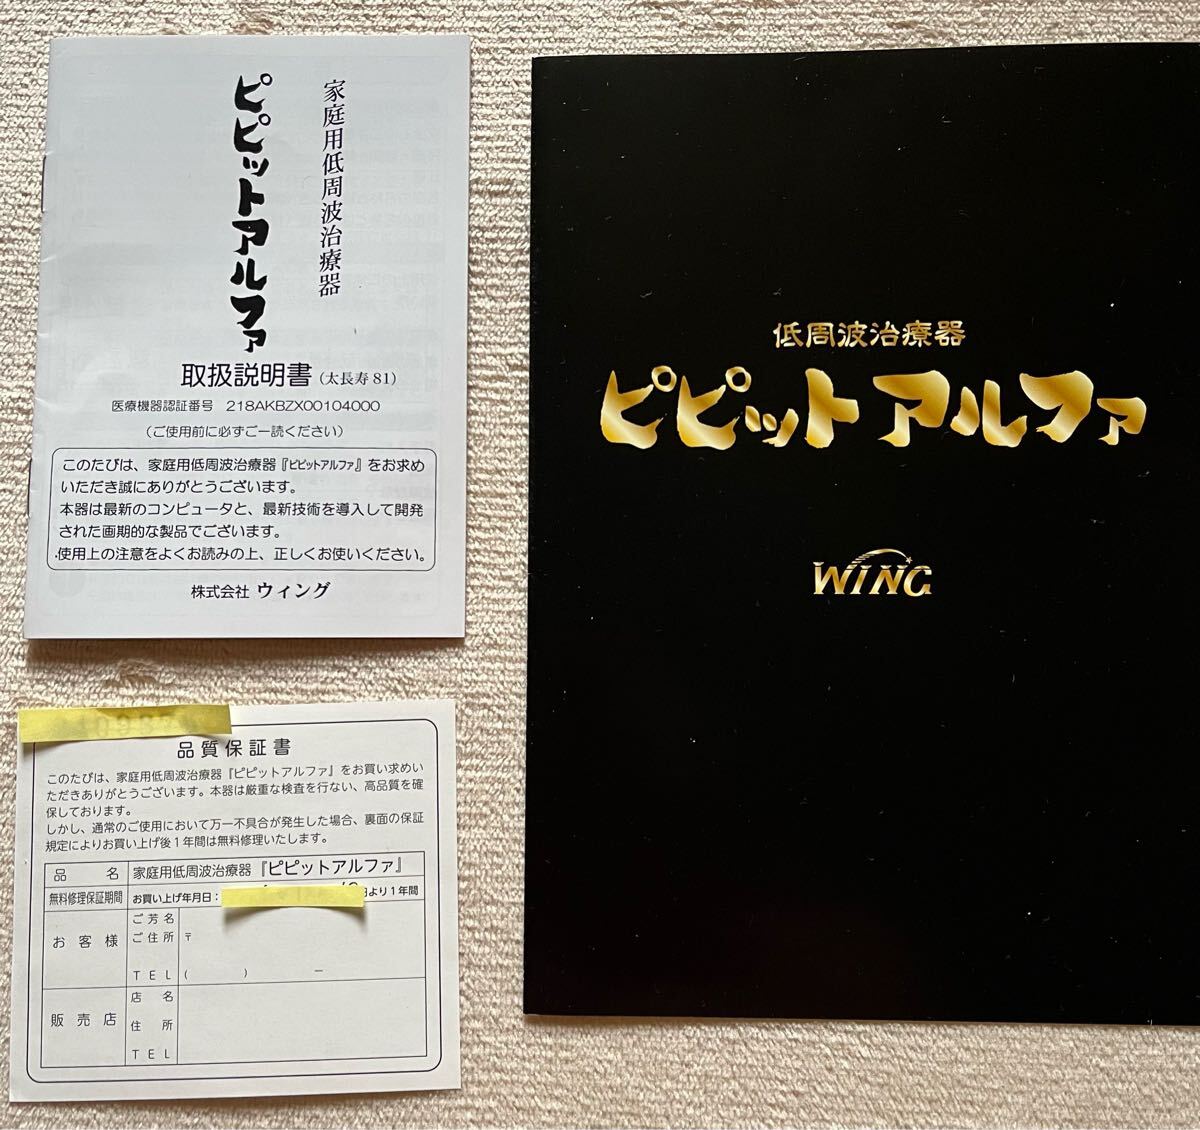 家庭用低周波治療器
ピピットアルファ
取扱説明書（太長寿 81）
医療機器認証番号　218AKBZX00104000
（ご使用前に必ずご一読ください）
このたびは、家庭用低周波治療器『ピピットアルファ』をお求め
いただき誠にありがとうございます。
本器は最新のコンピュータと、最新技術を導入して開発
された画期的な製品でございます。
使用上の注意をよくお読みの上、正しくお使いください。
株式会社 ウィング
低周波治療器
ピピット アルファ
WING
品質保証書
このたびは、家庭用低周波治療器『ピピットアルファ』をお買い求めい
ただきありがとうございます。本器は厳重な検査を行ない、高品質を確
保しております。
しかし、通常のご使用において万一不具合が発生した場合、裏面の保証
規定によりお買い上げ後１年間は無料修理いたします。
品　名　家庭用低周波治療器『ピピットアルファ』
無料修理保証期間　お買い上げ年月日：　日より１年間
お客様
ご芳名
ご住所　〒
ＴＥＬ　(　　)　－
販売店
店　名
住　所
ＴＥＬ